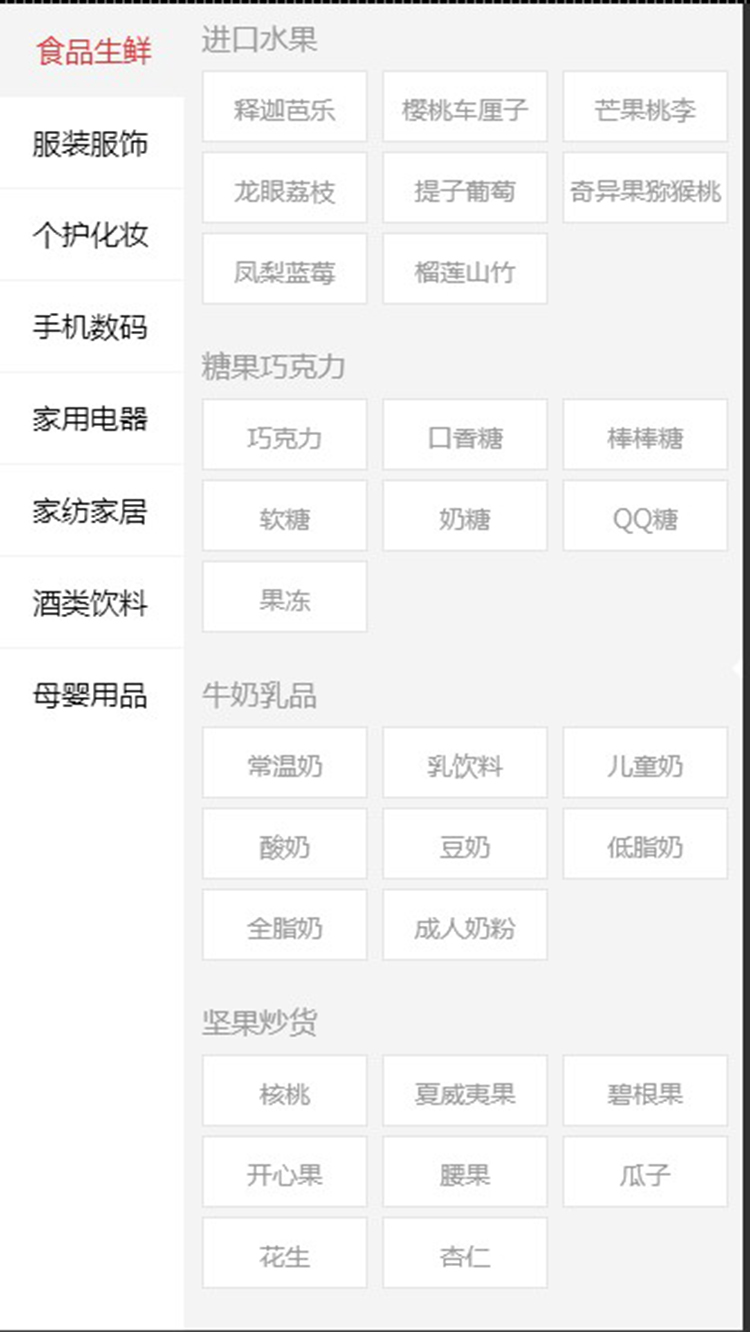 食品生鲜
服装服饰
个护化妆
手机数码
家用电器
家纺家居
酒类饮料
母婴用品
进口水果
释迦芭乐 樱桃车厘子 芒果桃李
龙眼荔枝 提子葡萄 奇异果猕猴桃
凤梨蓝莓 榴莲山竹
糖果巧克力
巧克力 口香糖 棒棒糖
软糖 奶糖 QQ糖
果冻
牛奶乳品
常温奶 乳饮料 儿童奶
酸奶 豆奶 低脂奶
全脂奶 成人奶粉
坚果炒货
核桃 夏威夷果 碧根果
开心果 腰果 瓜子
花生 杏仁